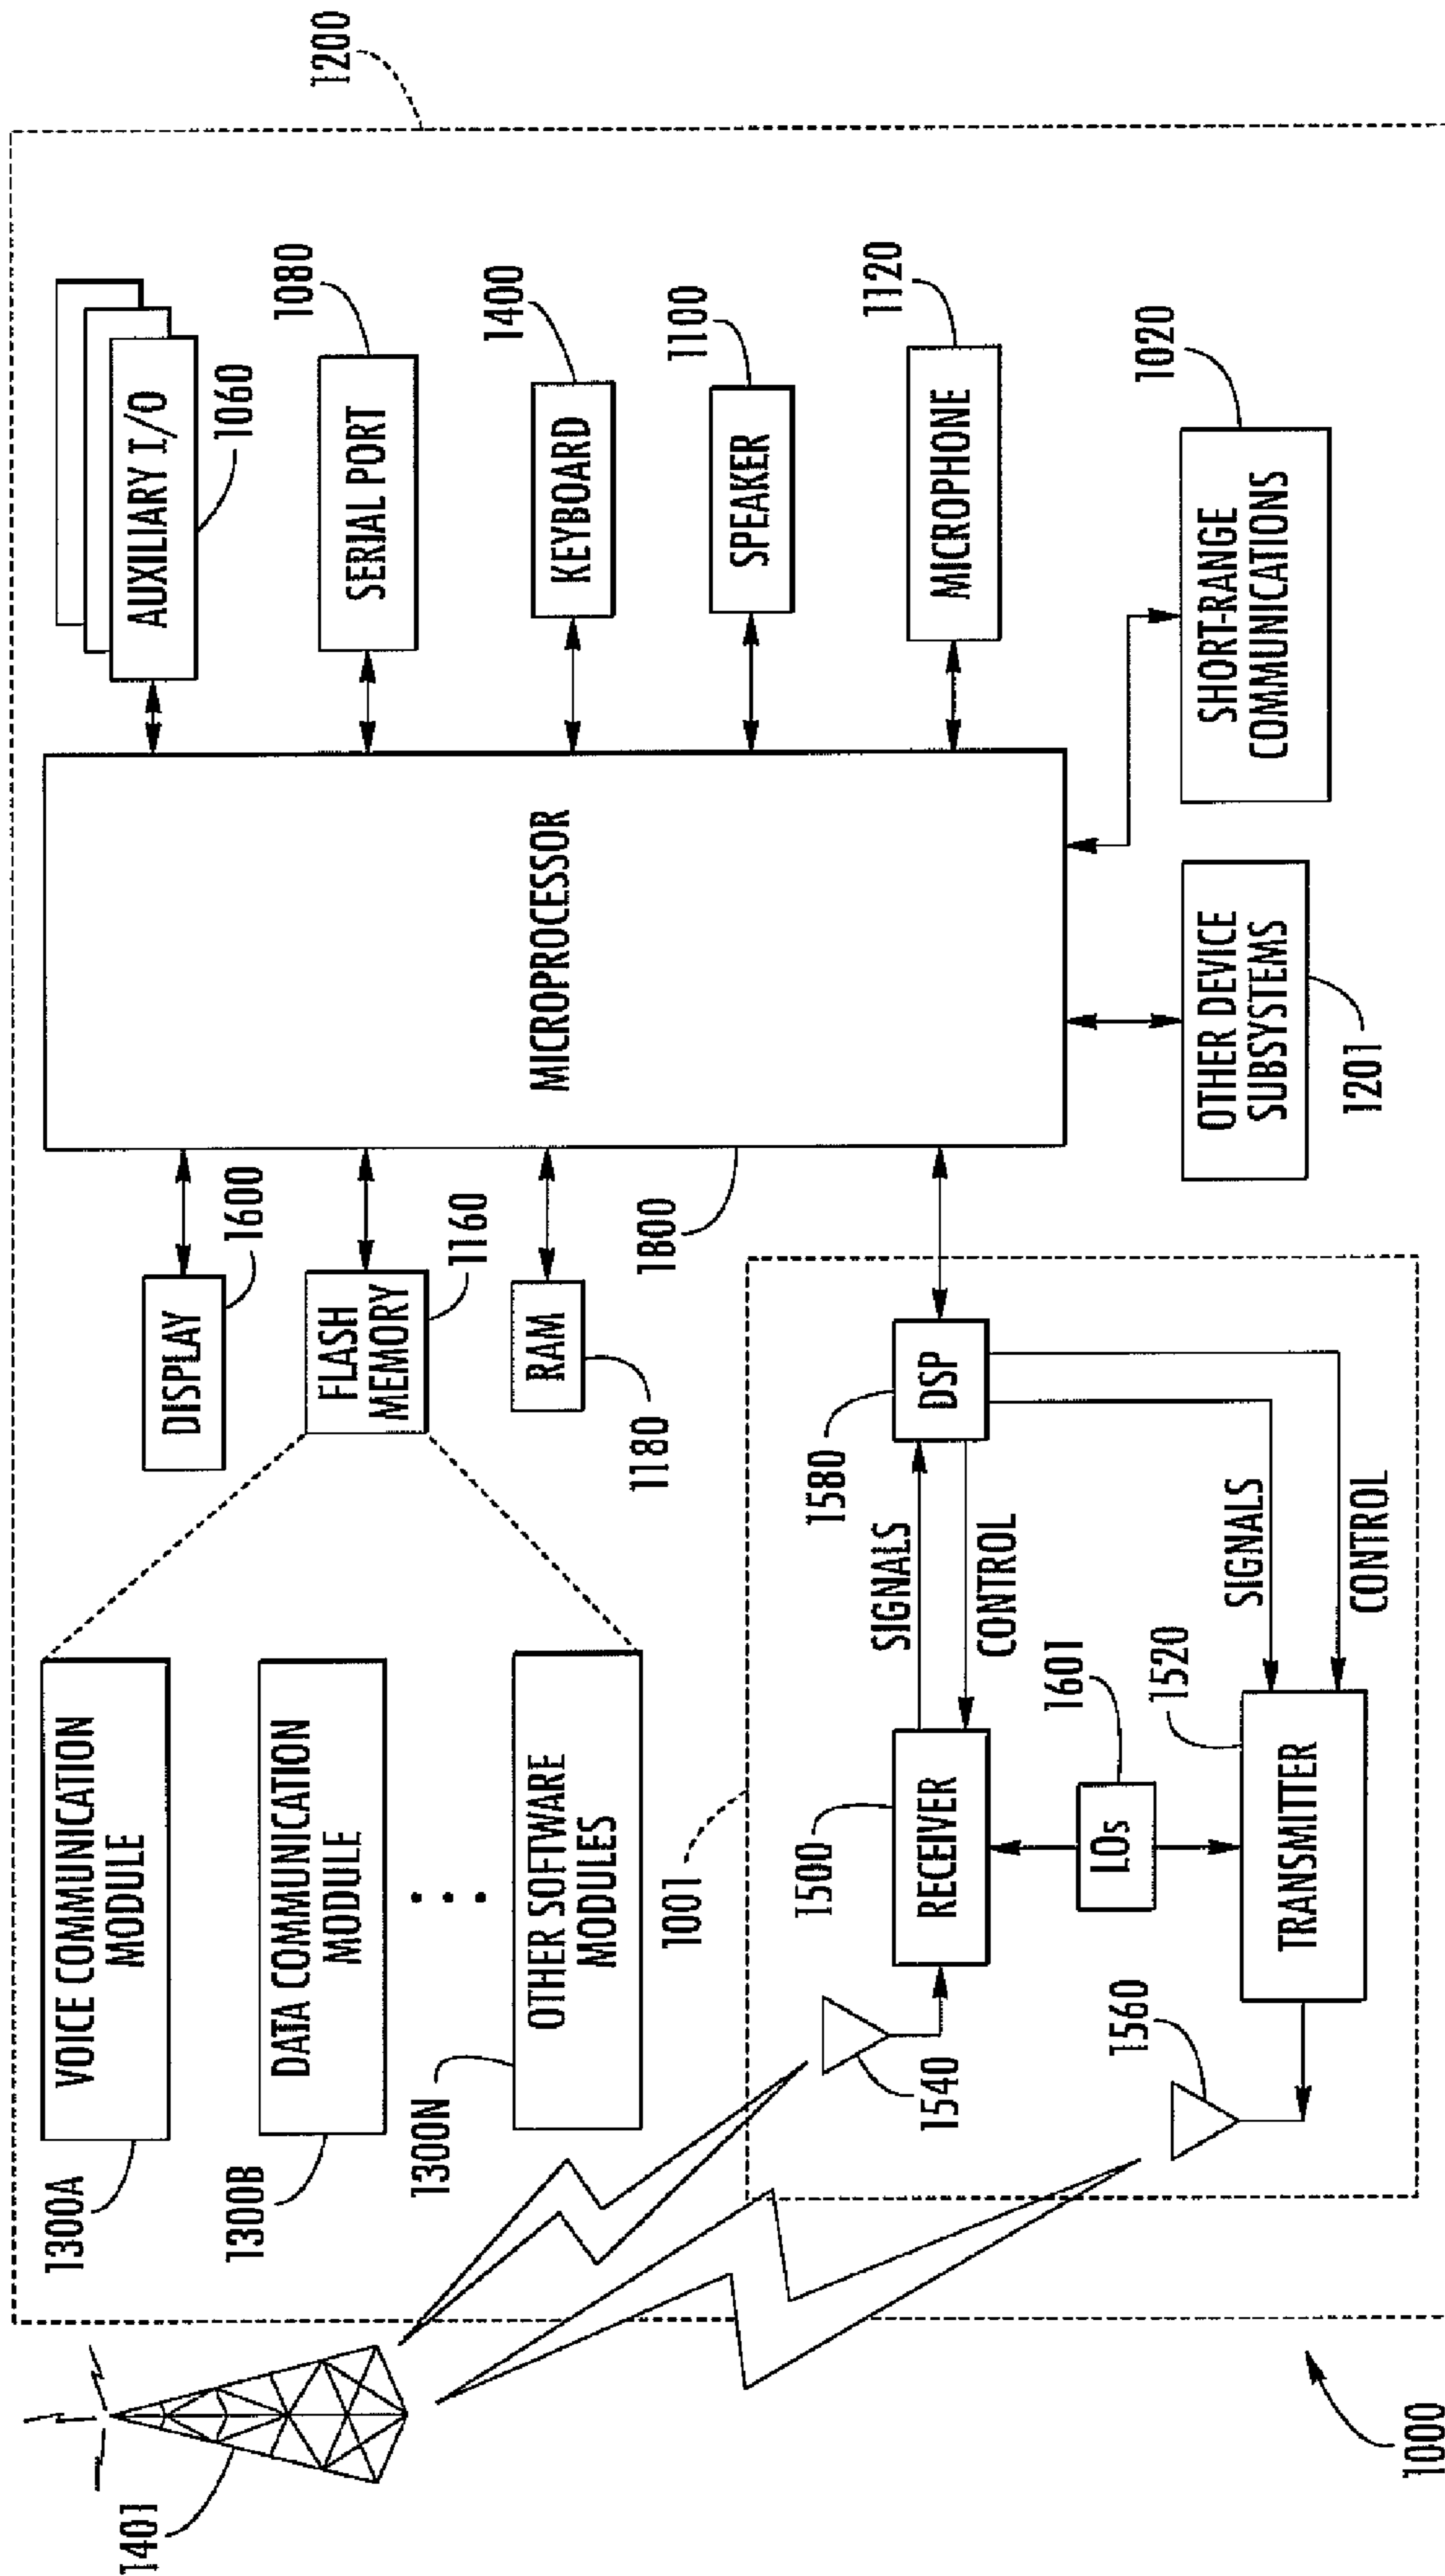 1200
1401
1300A
VOICE COMMUNICATION
MODULE
1300B
DATA COMMUNICATION
MODULE
1300N
OTHER SOFTWARE
MODULES
DISPLAY
1600
FLASH
MEMORY
1160
RAM
1180
MICROPROCESSOR
1800
AUXILIARY I/O
1060
SERIAL PORT
1080
KEYBOARD
1400
SPEAKER
1100
MICROPHONE
1120
SHORT-RANGE
COMMUNICATIONS
1020
OTHER DEVICE
SUBSYSTEMS
1201
1001
1500
RECEIVER
SIGNALS
CONTROL
1580
DSP
1540
LOs
1601
1560
TRANSMITTER
1520
SIGNALS
CONTROL
1000